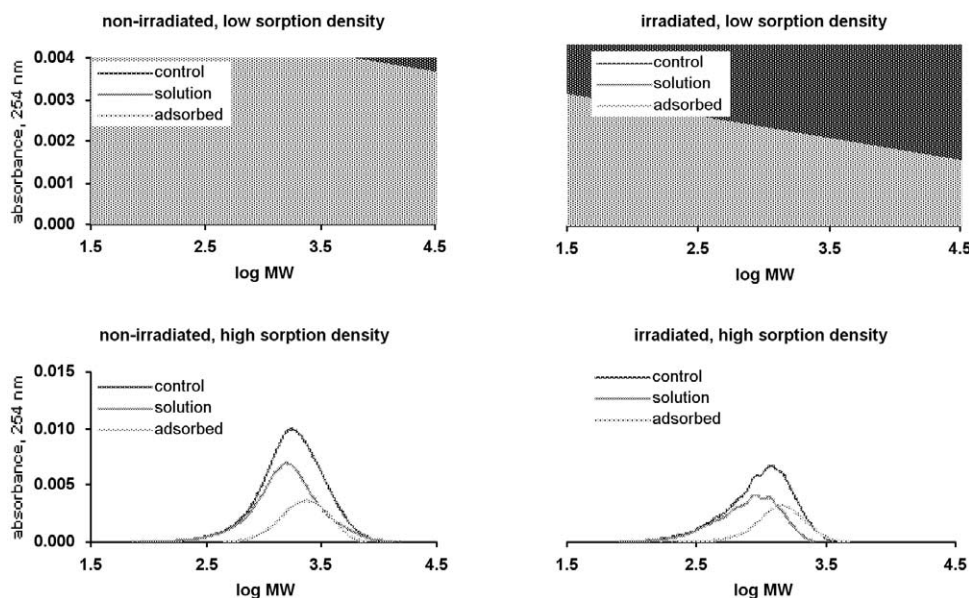 non-irradiated, low sorption density
irradiated, low sorption density
absorbance, 254 nm
0.004
0.003
0.002
0.001
0.000
control
solution
adsorbed
control
solution
adsorbed
1.5 2.5 3.5 4.5
log MW
1.5 2.5 3.5 4.5
log MW
non-irradiated, high sorption density
irradiated, high sorption density
absorbance, 254 nm
0.015
0.010
0.005
0.000
control
solution
adsorbed
control
solution
adsorbed
1.5 2.5 3.5 4.5
log MW
1.5 2.5 3.5 4.5
log MW